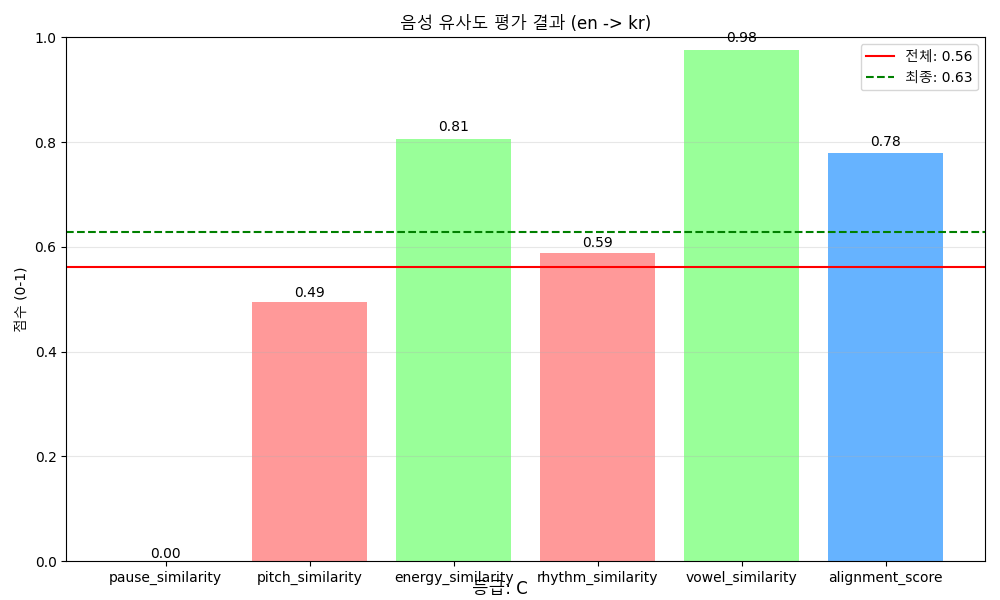 음성 유사도 평가 결과 (en -> kr)
전체: 0.56
최종: 0.63
점수 (0-1)
1.0
0.8
0.6
0.4
0.2
0.0
0.00
0.49
0.81
0.59
0.98
0.78
pause_similarity pitch_similarity energy_similarity rhythm_similarity vowel_similarity alignment_score
등급: C